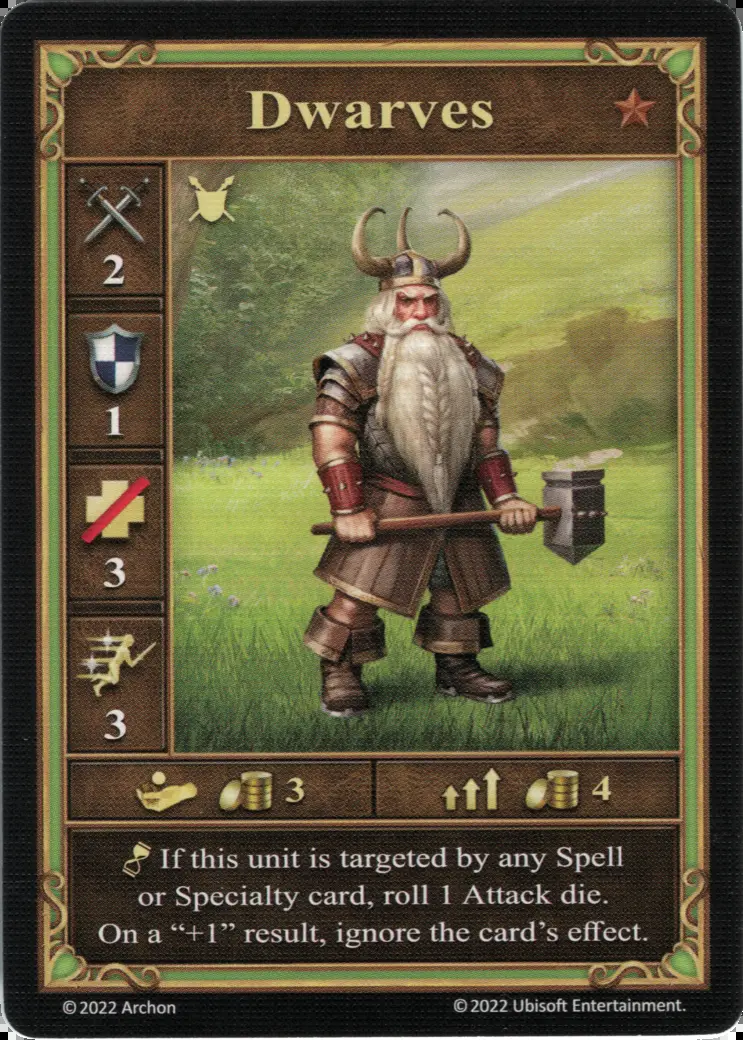 Dwarves
2
1
3
3
3
4
If this unit is targeted by any Spell
or Specialty card, roll 1 Attack die.
On a “+1” result, ignore the card’s effect.
© 2022 Archon
© 2022 Ubisoft Entertainment.